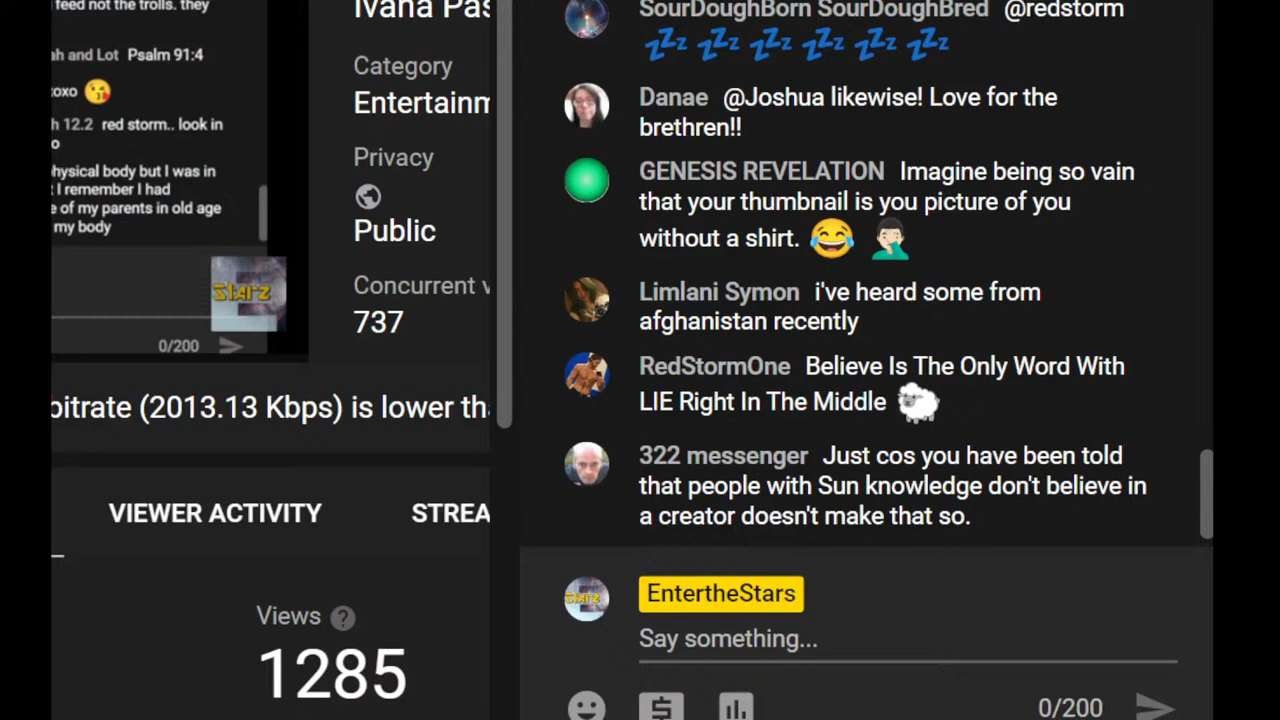 feed not the trolls. they
ah and Lot Psalm 91:4
oxo 😘
h 12.2 red storm.. look in
o
hysical body but I was in
I remember I had
e of my parents in old age
my body
Starz
0/200
Ivana Pas
Category
Entertainm
Privacy
Public
Concurrent v
737
bitrate (2013.13 Kbps) is lower tha
VIEWER ACTIVITY STREA
Views ?
1285
SourDoughBorn SourDoughBred @redstorm
💤 💤 💤 💤 💤 💤
Danae @Joshua likewise! Love for the
brethren!!
GENESIS REVELATION Imagine being so vain
that your thumbnail is you picture of you
without a shirt. 😂 🤦🏻‍♂️
Limlani Symon i've heard some from
afghanistan recently
RedStormOne Believe Is The Only Word With
LIE Right In The Middle 🐑
322 messenger Just cos you have been told
that people with Sun knowledge don't believe in
a creator doesn't make that so.
Starz
EntertheStars
Say something...
0/200